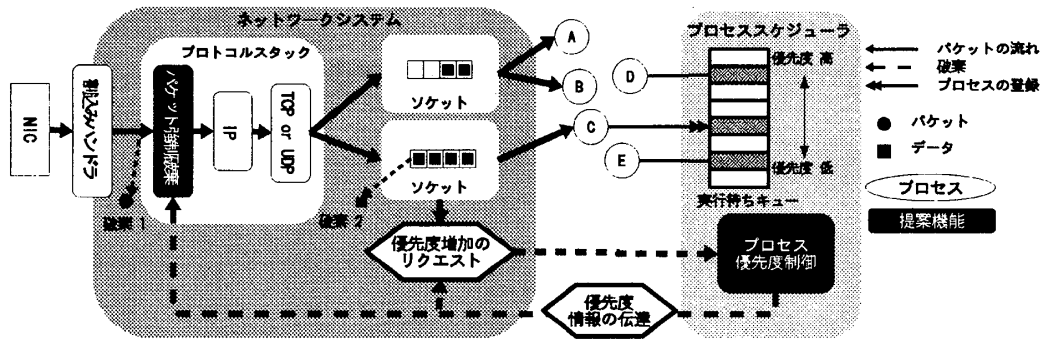 ネットワークシステム
プロトコルスタック
NIC
割込みハンドラ
パケット強制破棄
IP
TCP or UDP
ソケット
ソケット
破棄 1
破棄 2
優先度増加の
リクエスト
A
B
C
D
E
プロセススケジューラ
優先度 高
優先度 低
実行待ちキュー
プロセス
優先度制御
優先度
情報の伝達
パケットの流れ
破棄
プロセスの登録
パケット
データ
プロセス
提案機能